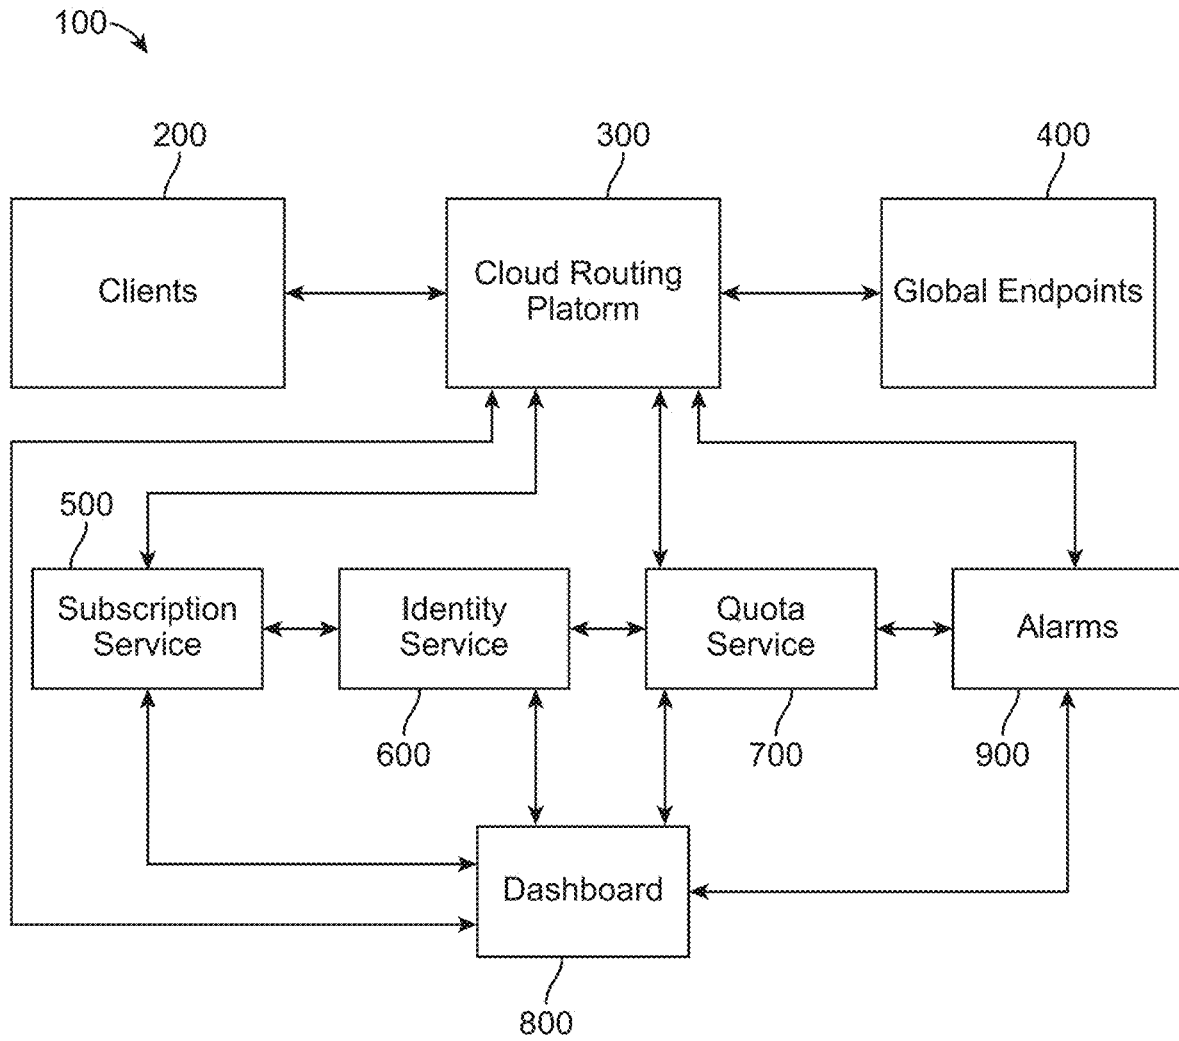 100
200
300
400
Clients
Cloud Routing
Platorm
Global Endpoints
500
Subscription
Service
Identity
Service
Quota
Service
Alarms
600
700
900
Dashboard
800